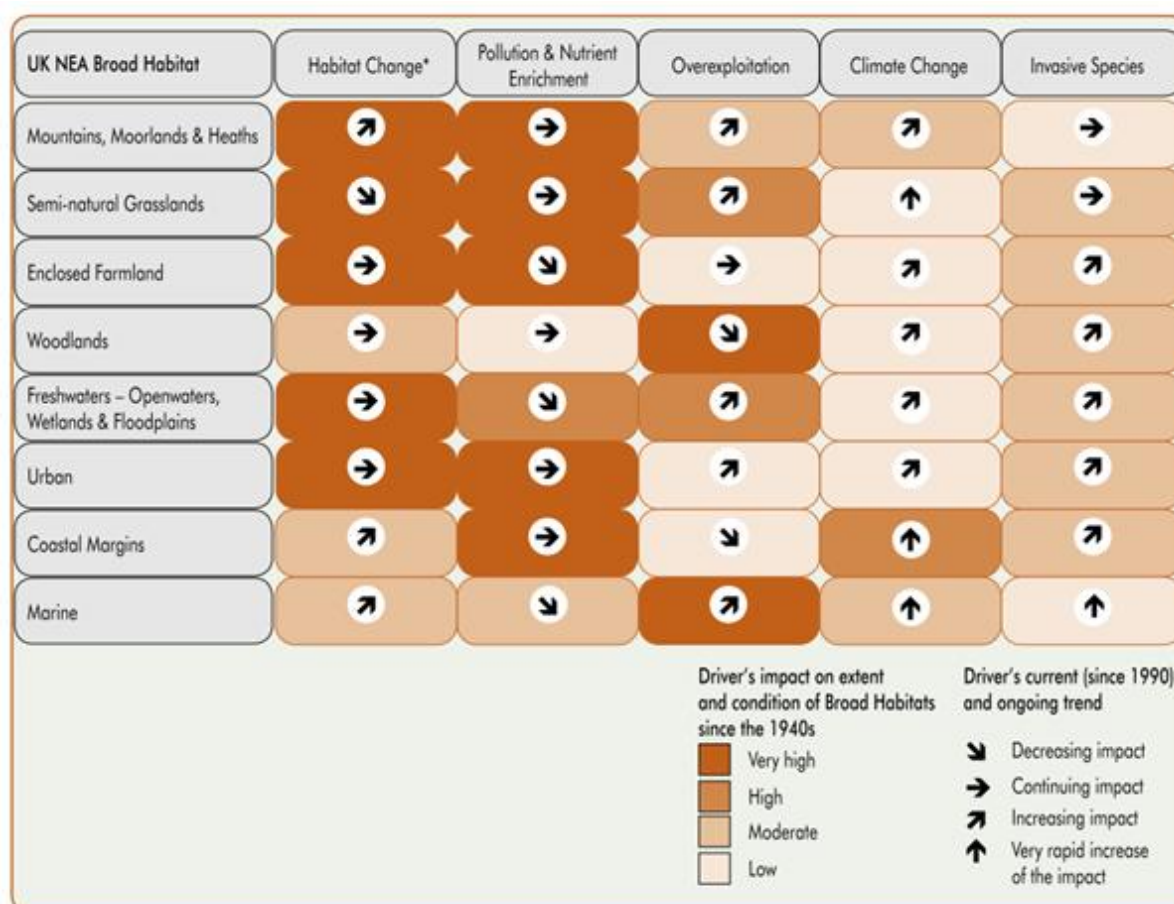 UK NEA Broad Habitat
Habitat Change*
Pollution & Nutrient
Enrichment
Overexploitation
Climate Change
Invasive Species
Mountains, Moorlands & Heaths
Semi-natural Grasslands
Enclosed Farmland
Woodlands
Freshwaters – Openwaters,
Wetlands & Floodplains
Urban
Coastal Margins
Marine
Driver's impact on extent
and condition of Broad Habitats
since the 1940s
Very high
High
Moderate
Low
Driver's current (since 1990)
and ongoing trend
Decreasing impact
Continuing impact
Increasing impact
Very rapid increase
of the impact